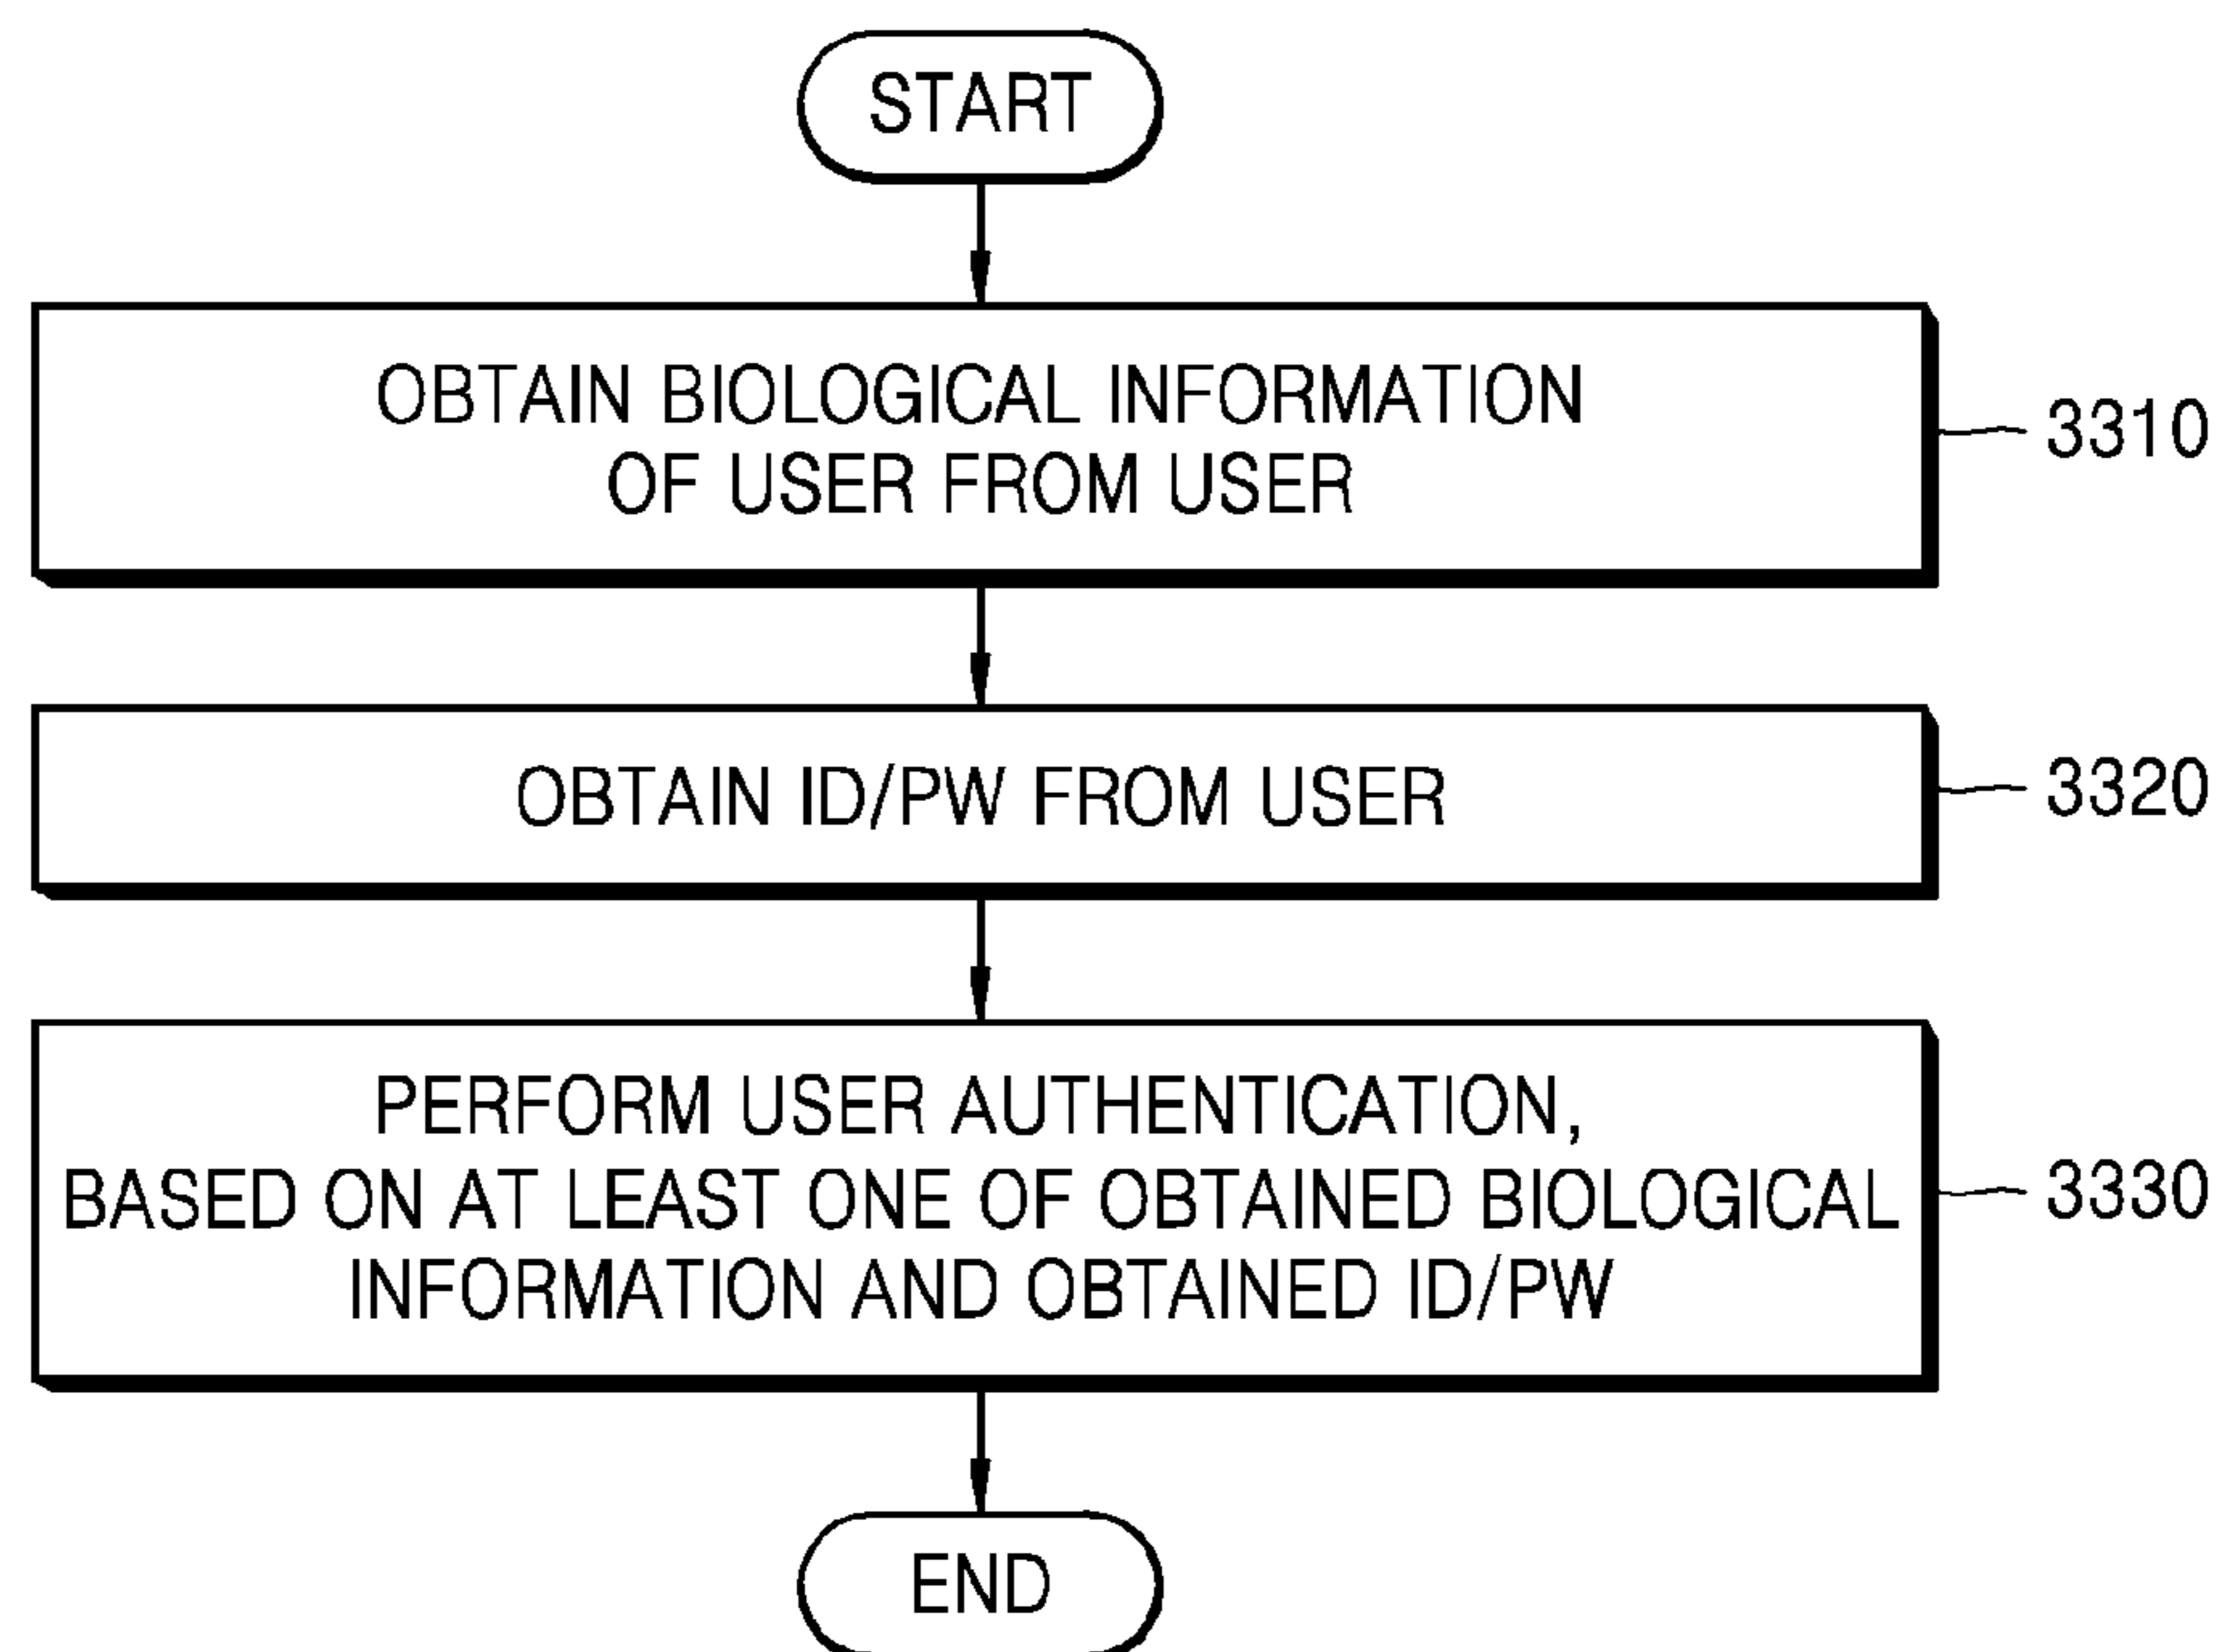 START
OBTAIN BIOLOGICAL INFORMATION
OF USER FROM USER
3310
OBTAIN ID/PW FROM USER
3320
PERFORM USER AUTHENTICATION,
BASED ON AT LEAST ONE OF OBTAINED BIOLOGICAL
INFORMATION AND OBTAINED ID/PW
3330
END